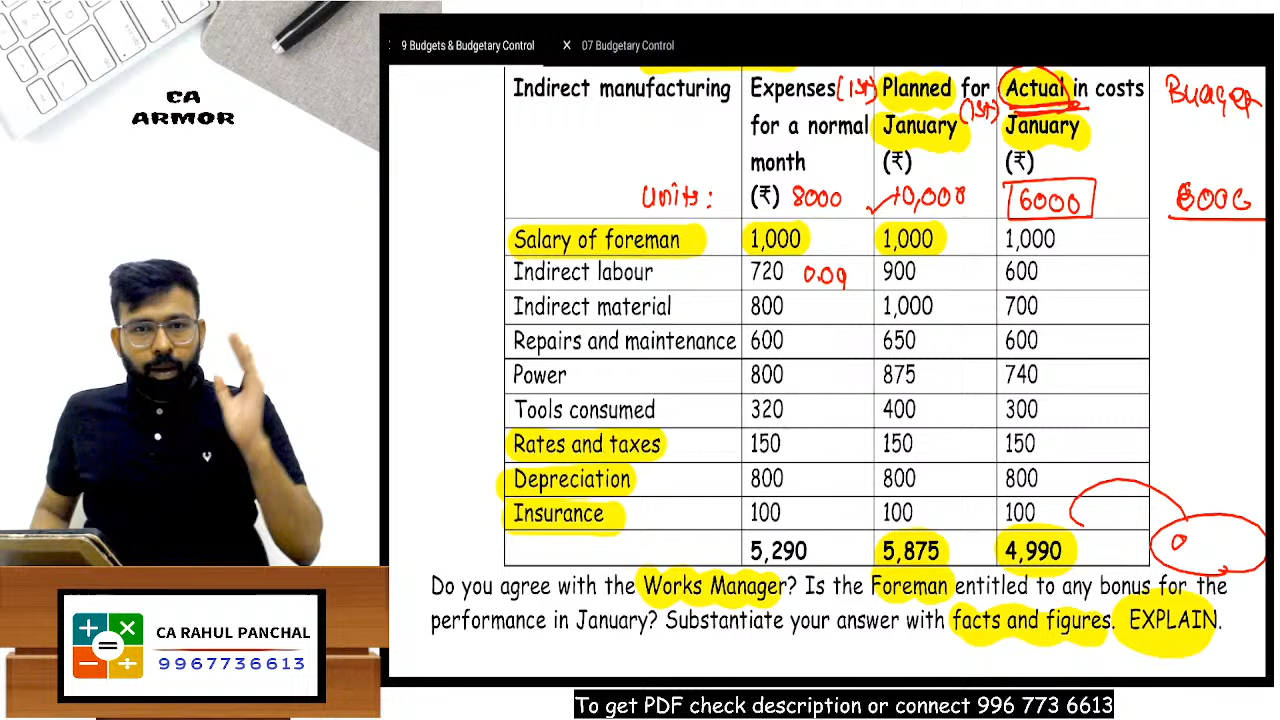 9 Budgets & Budgetary Control × 07 Budgetary Control
CA
ARMOR
Indirect manufacturing Expenses (1st) Planned for Actual in costs Budget
for a normal January (1st) January
month (₹) (₹)
Units: (₹) 8000 10,000 6000 6000
Salary of foreman 1,000 1,000 1,000
Indirect labour 720 0.09 900 600
Indirect material 800 1,000 700
Repairs and maintenance 600 650 600
Power 800 875 740
Tools consumed 320 400 300
Rates and taxes 150 150 150
Depreciation 800 800 800
Insurance 100 100 100
5,290 5,875 4,990
Do you agree with the Works Manager? Is the Foreman entitled to any bonus for the
performance in January? Substantiate your answer with facts and figures. EXPLAIN.
CA RAHUL PANCHAL
9967736613
To get PDF check description or connect 996 773 6613